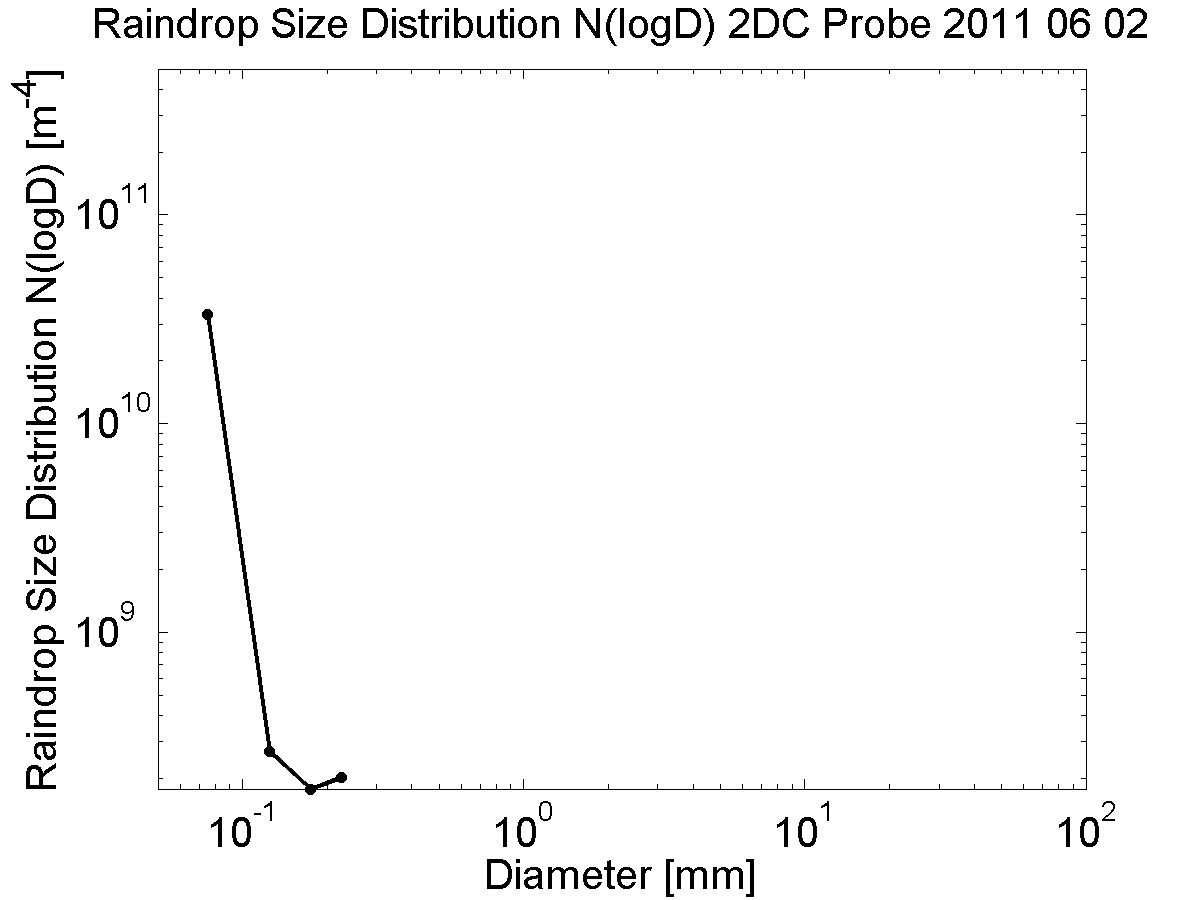 Raindrop Size Distribution N(logD) 2DC Probe 2011 06 02
Raindrop Size Distribution N(logD) [m^-4]
10^11
10^10
10^9
10^-1
10^0
10^1
10^2
Diameter [mm]